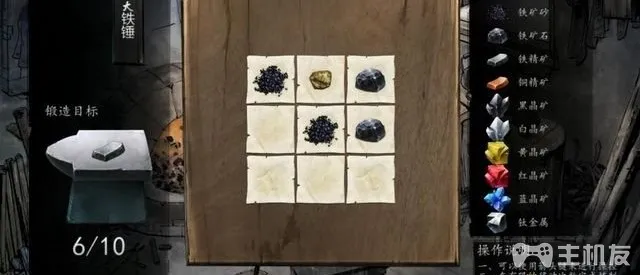 大铁锤
锻造目标
6/10
铁矿砂
铁矿石
铁精矿
铜精矿
黑晶矿
白晶矿
黄晶矿
红晶矿
蓝晶矿
钛金属
操作说明
主机友